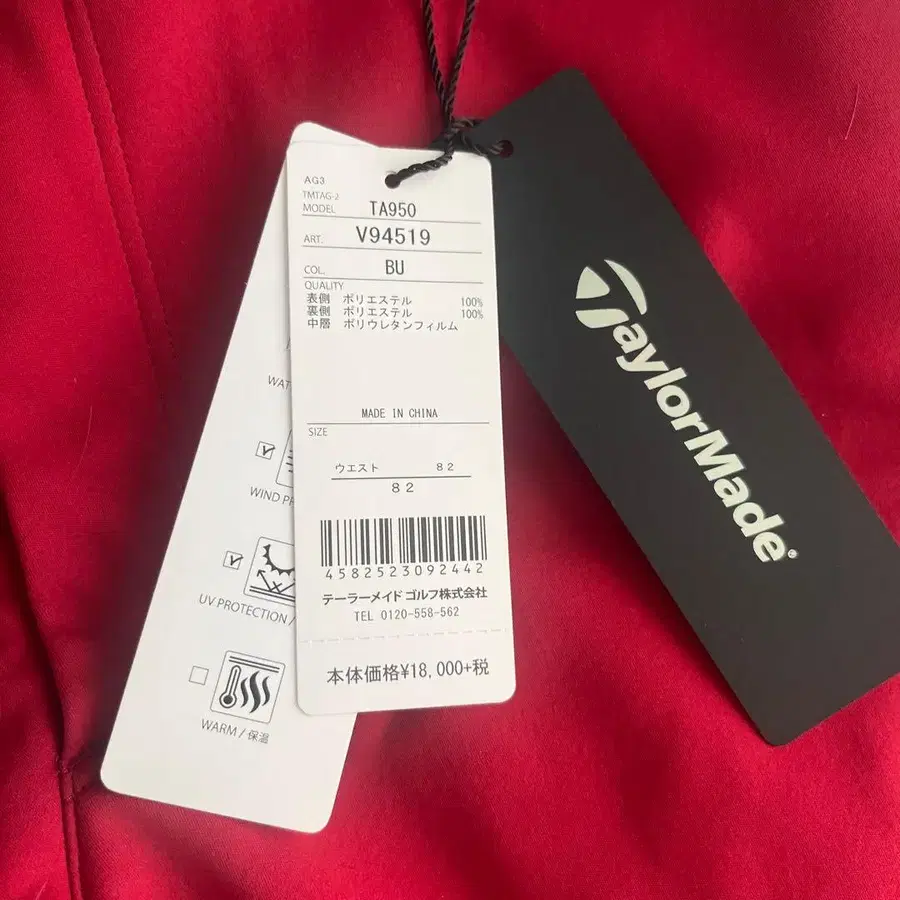 AG3
TMTAG-2
MODEL TA950
ART. V94519
COL. BU
QUALITY
表側 ポリエステル 100%
裏側 ポリエステル 100%
中層 ポリウレタンフィルム
MADE IN CHINA
SIZE
ウエスト 82
82
4582523092442
テーラーメイド ゴルフ株式会社
TEL 0120-558-562
本体価格¥18,000+税
WIND
UV PROTECTION /
WARM / 保温
TaylorMade®